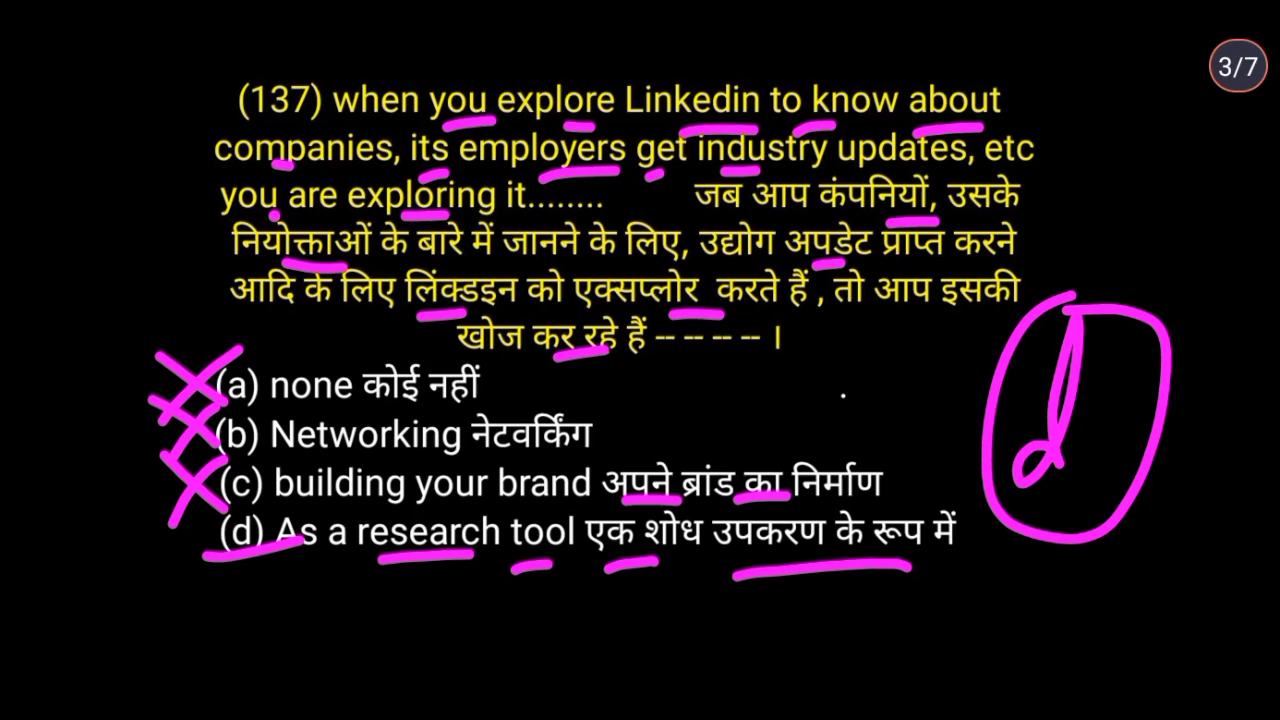 3/7
(137) when you explore Linkedin to know about
companies, its employers get industry updates, etc
you are exploring it........ जब आप कंपनियों, उसके
नियोक्ताओं के बारे में जानने के लिए, उद्योग अपडेट प्राप्त करने
आदि के लिए लिंक्डइन को एक्सप्लोर करते हैं , तो आप इसकी
खोज कर रहे हैं -- -- -- -- ।
(a) none कोई नहीं
(b) Networking नेटवर्किंग
(c) building your brand अपने ब्रांड का निर्माण
(d) As a research tool एक शोध उपकरण के रूप में
d